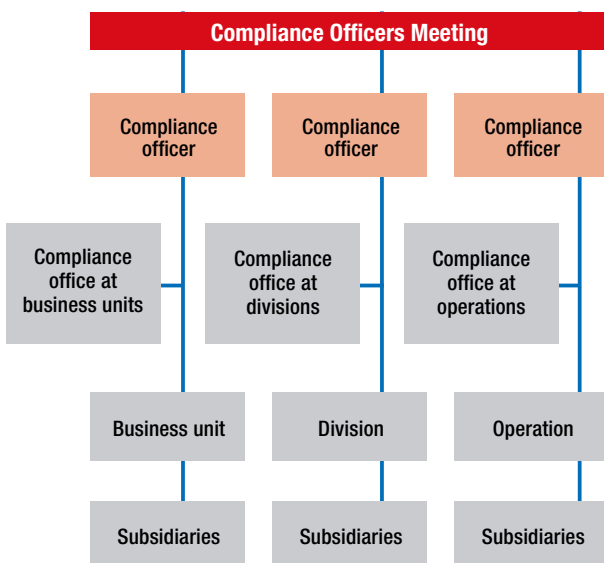 Compliance Officers Meeting
Compliance
officer
Compliance
officer
Compliance
officer
Compliance
office at
business units
Compliance
office at
divisions
Compliance
office at
operations
Business unit
Division
Operation
Subsidiaries
Subsidiaries
Subsidiaries